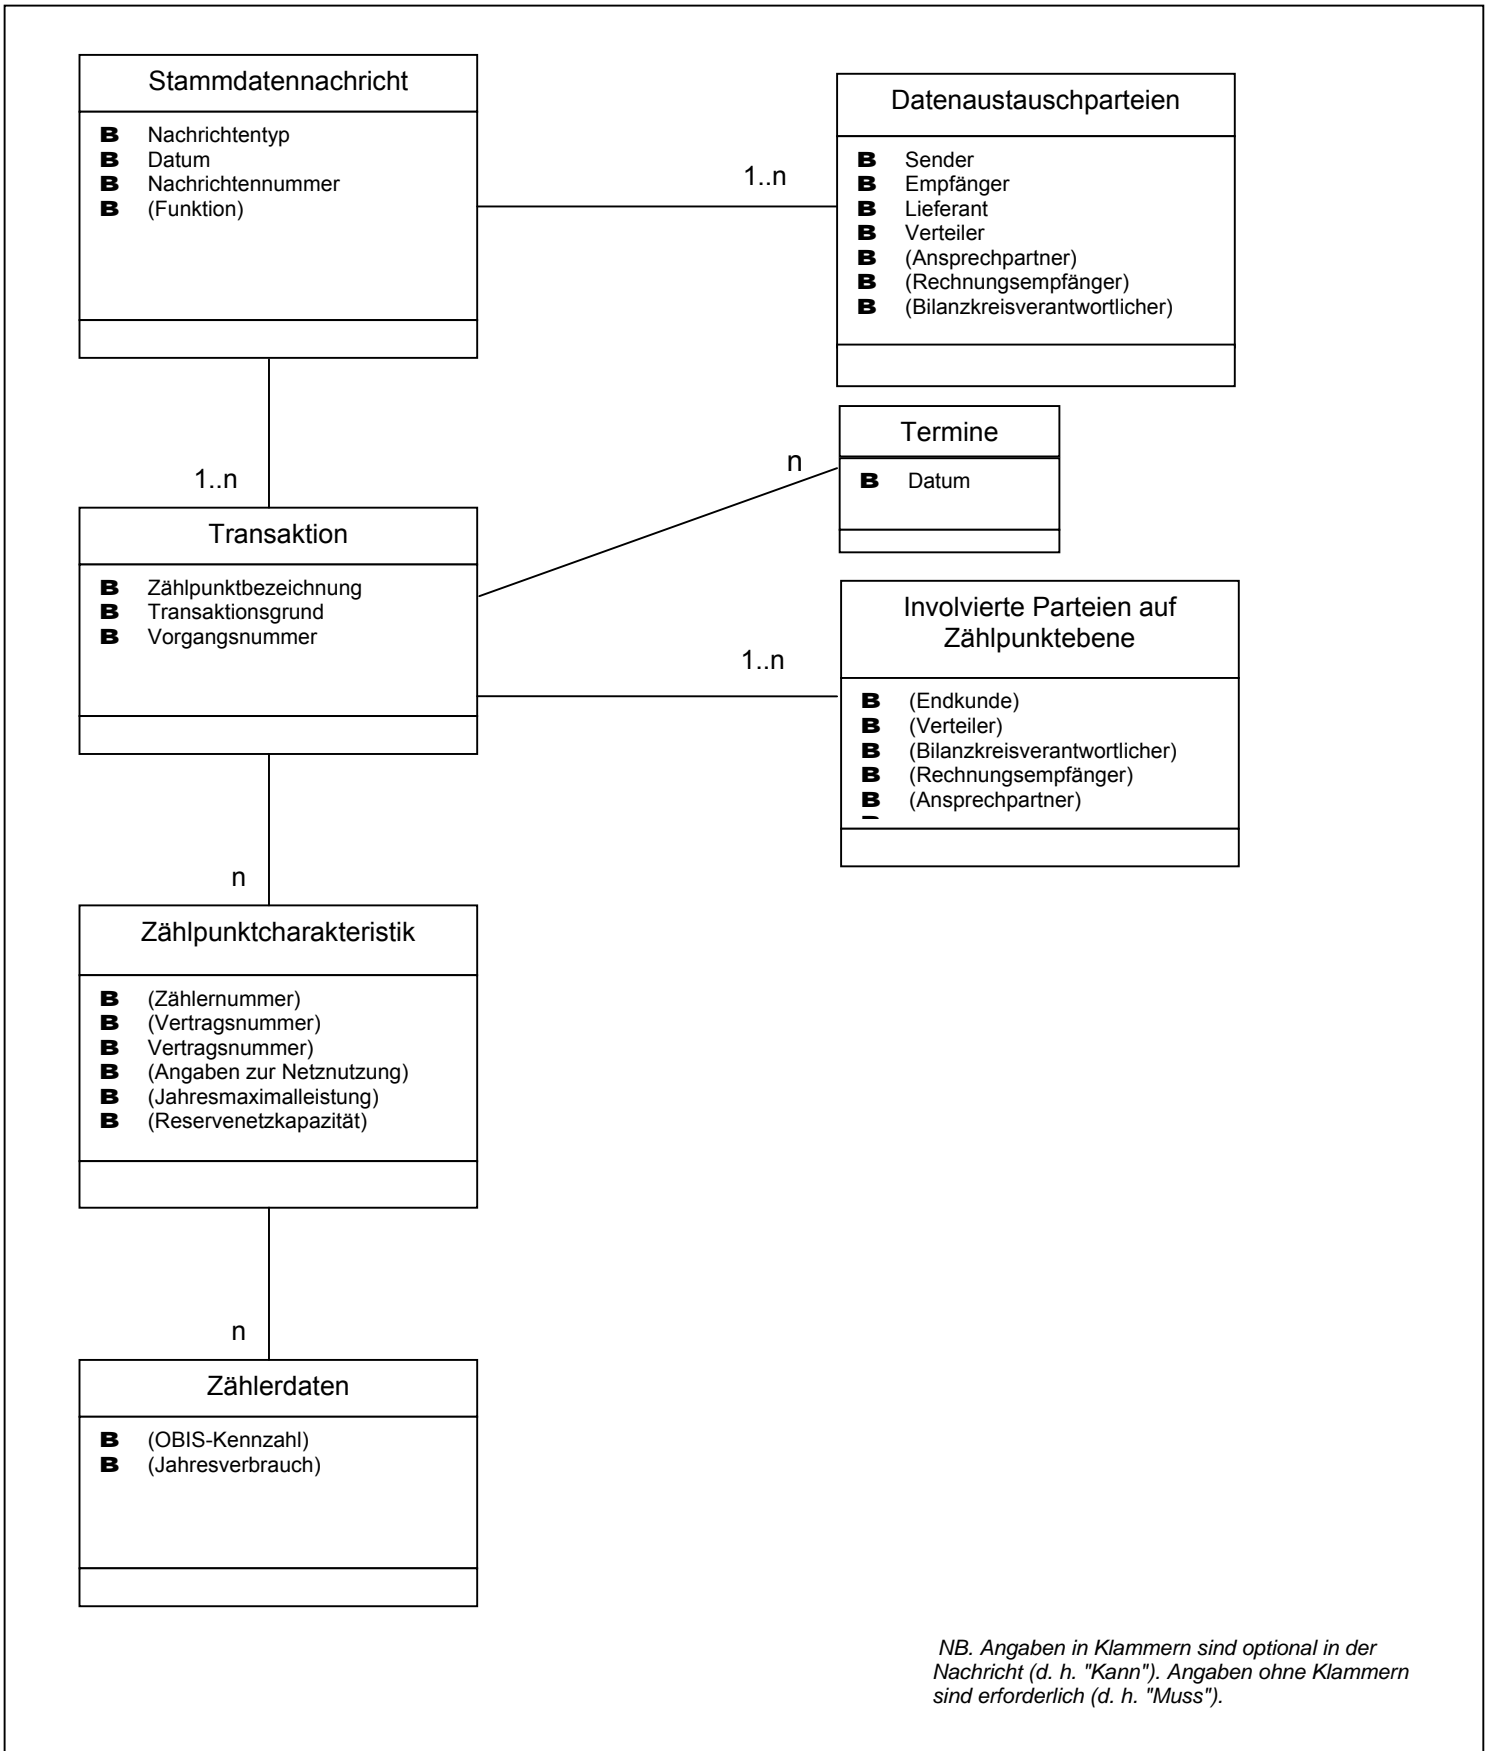 Stammdatennachricht
B Nachrichtentyp
B Datum
B Nachrichtennummer
B (Funktion)
1..n
Datenaustauschparteien
B Sender
B Empfänger
B Lieferant
B Verteiler
B (Ansprechpartner)
B (Rechnungsempfänger)
B (Bilanzkreisverantwortlicher)
1..n
Transaktion
B Zählpunktbezeichnung
B Transaktionsgrund
B Vorgangsnummer
n
Termine
B Datum
1..n
Involvierte Parteien auf
Zählpunktebene
B (Endkunde)
B (Verteiler)
B (Bilanzkreisverantwortlicher)
B (Rechnungsempfänger)
B (Ansprechpartner)
n
Zählpunktcharakteristik
B (Zählernummer)
B (Vertragsnummer)
B Vertragsnummer)
B (Angaben zur Netznutzung)
B (Jahresmaximalleistung)
B (Reservenetzkapazität)
n
Zählerdaten
B (OBIS-Kennzahl)
B (Jahresverbrauch)
NB. Angaben in Klammern sind optional in der
Nachricht (d. h. "Kann"). Angaben ohne Klammern
sind erforderlich (d. h. "Muss").